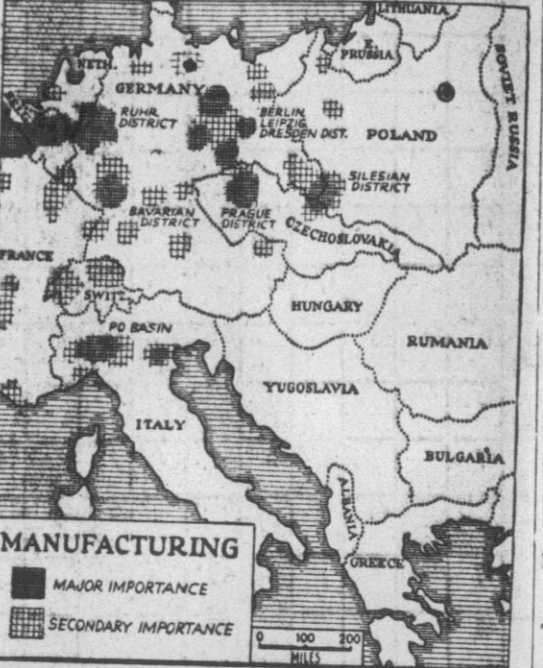 LITHUANIA
E.
PRUSSIA
SOVIET RUSSIA
NETH.
GERMANY
RUHR
DISTRICT
BERLIN
LEIPZIG
DRESDEN DIST.
POLAND
SILESIAN
DISTRICT
BAVARIAN
DISTRICT
PRAGUE
DISTRICT
CZECHOSLOVAKIA
FRANCE
SWITZ.
HUNGARY
PO BASIN
RUMANIA
YUGOSLAVIA
ITALY
BULGARIA
ALBANIA
GREECE
MANUFACTURING
MAJOR IMPORTANCE
SECONDARY IMPORTANCE
0 100 200
MILES